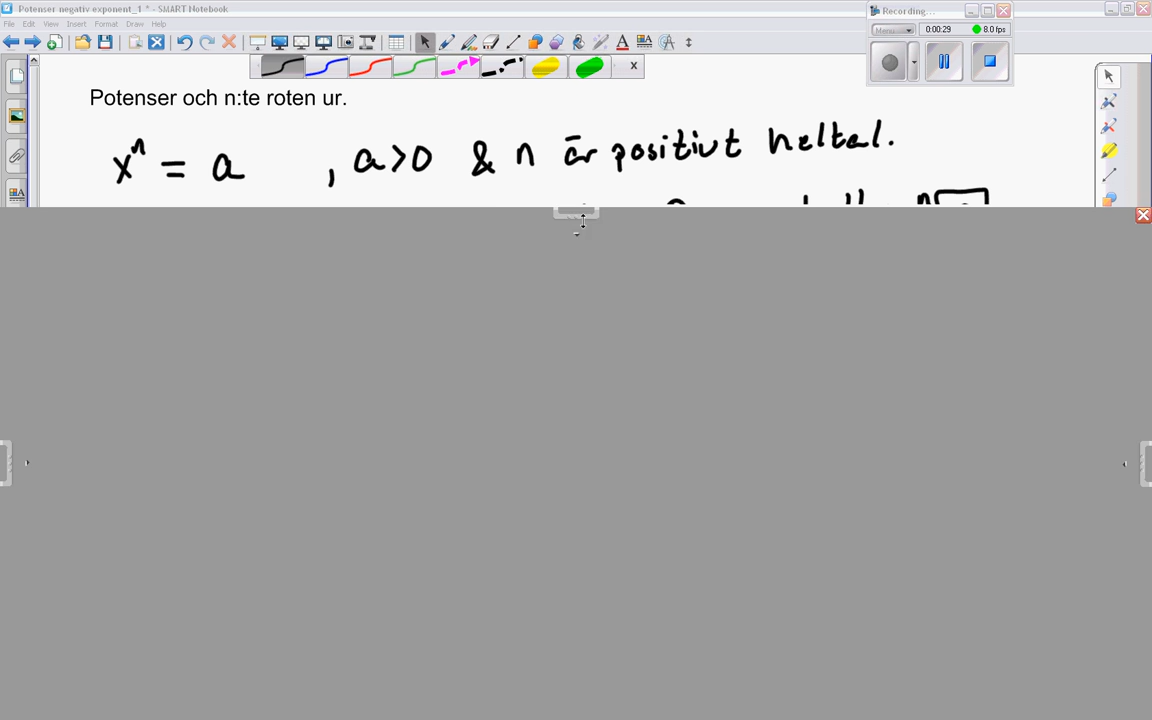 Potenser negativ exponent_1 * - SMART Notebook
File Edit View Insert Format Draw Help
Recording...
Menu 0:00:29 8.0 fps
Potenser och n:te roten ur.
xⁿ = a , a>0 & n är positivt heltal.